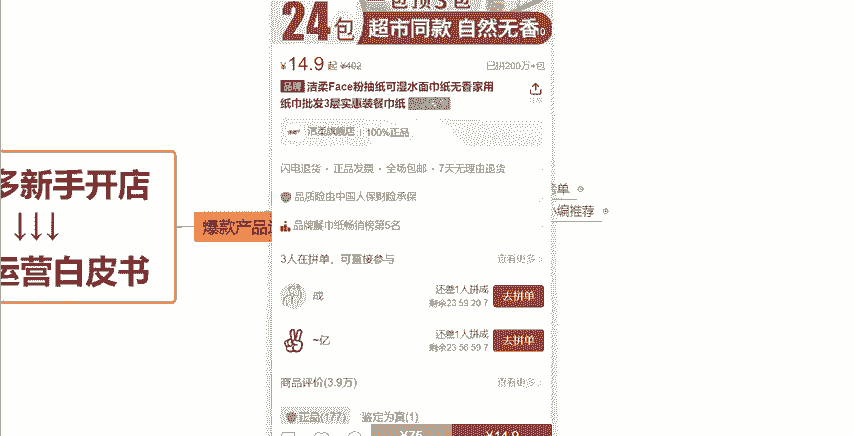 包顶3包
24包
超市同款 自然无香
¥14.9 起 ¥402
已拼200万+包
品牌 洁柔Face粉抽纸可湿水面巾纸无香家用
纸巾批发3层实惠装餐巾纸
洁柔旗舰店 | 100%正品
多新手开店
↓↓↓
运营白皮书
爆款产品
闪电退货 · 正品发票 · 全场包邮 · 7天无理由退货
品质险由中国人保财险承保
品牌餐巾纸畅销榜第5名
榜单
小编推荐
3人在拼单，可直接参与
查看更多
成
还差1人拼成
剩余23:59:20.7
去拼单
~亿
还差1人拼成
剩余23:56:59.7
去拼单
商品评价(3.9万)
查看更多
正品(177)
鉴定为真(1)
¥14.9